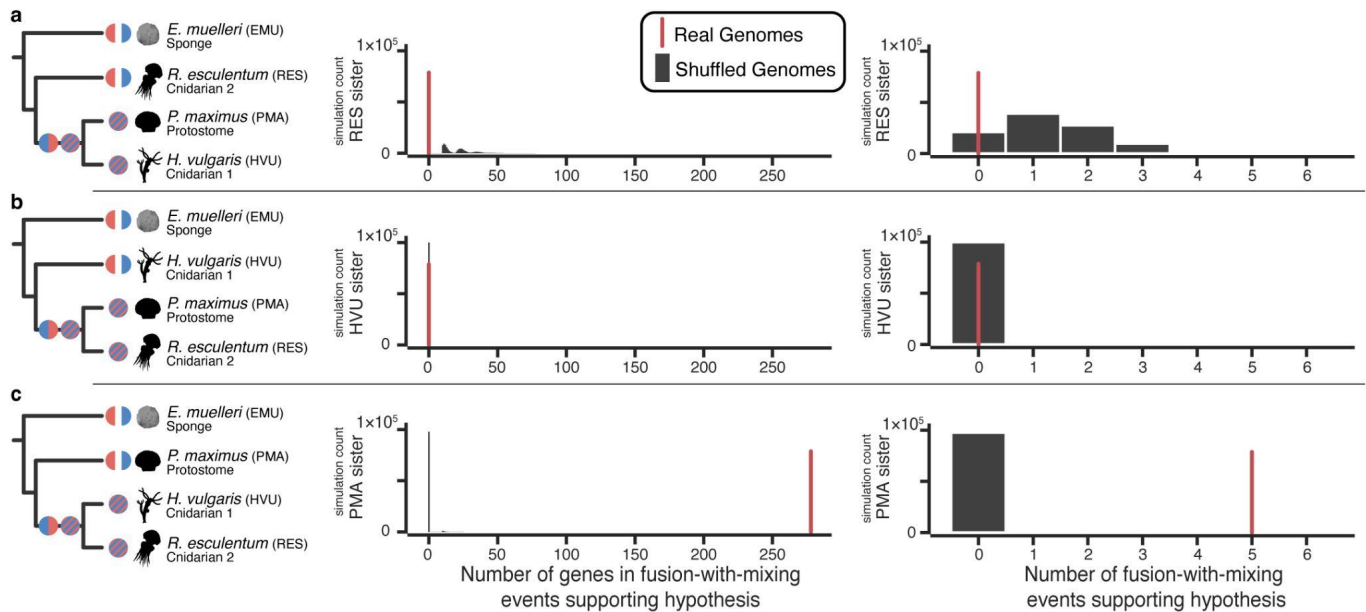 a
E. muelleri (EMU)
Sponge
R. esculentum (RES)
Cnidarian 2
P. maximus (PMA)
Protostome
H. vulgaris (HVU)
Cnidarian 1
simulation count
RES sister
1×10⁵
0
0 50 100 150 200 250
Real Genomes
Shuffled Genomes
simulation count
RES sister
1×10⁵
0
0 1 2 3 4 5 6
b
E. muelleri (EMU)
Sponge
H. vulgaris (HVU)
Cnidarian 1
P. maximus (PMA)
Protostome
R. esculentum (RES)
Cnidarian 2
simulation count
HVU sister
1×10⁵
0
0 50 100 150 200 250
simulation count
HVU sister
1×10⁵
0
0 1 2 3 4 5 6
c
E. muelleri (EMU)
Sponge
P. maximus (PMA)
Protostome
H. vulgaris (HVU)
Cnidarian 1
R. esculentum (RES)
Cnidarian 2
simulation count
PMA sister
1×10⁵
0
0 50 100 150 200 250
Number of genes in fusion-with-mixing
events supporting hypothesis
simulation count
PMA sister
1×10⁵
0
0 1 2 3 4 5 6
Number of fusion-with-mixing
events supporting hypothesis